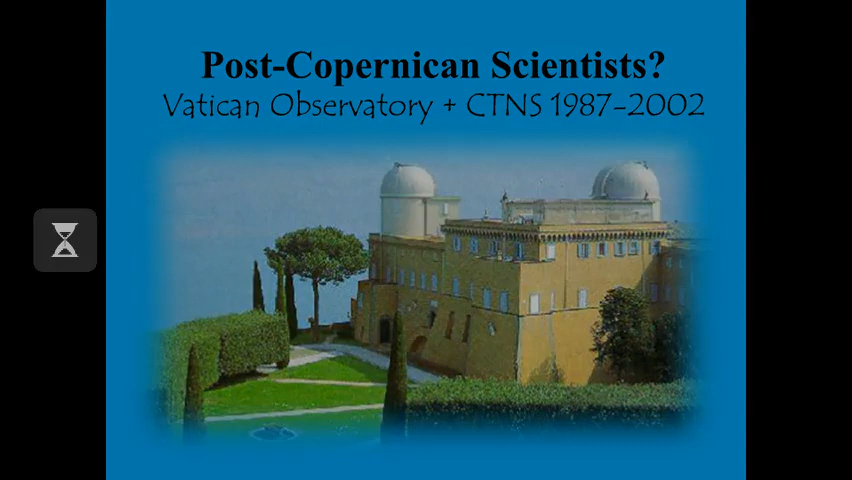 Post-Copernican Scientists?
Vatican Observatory + CTNS 1987-2002